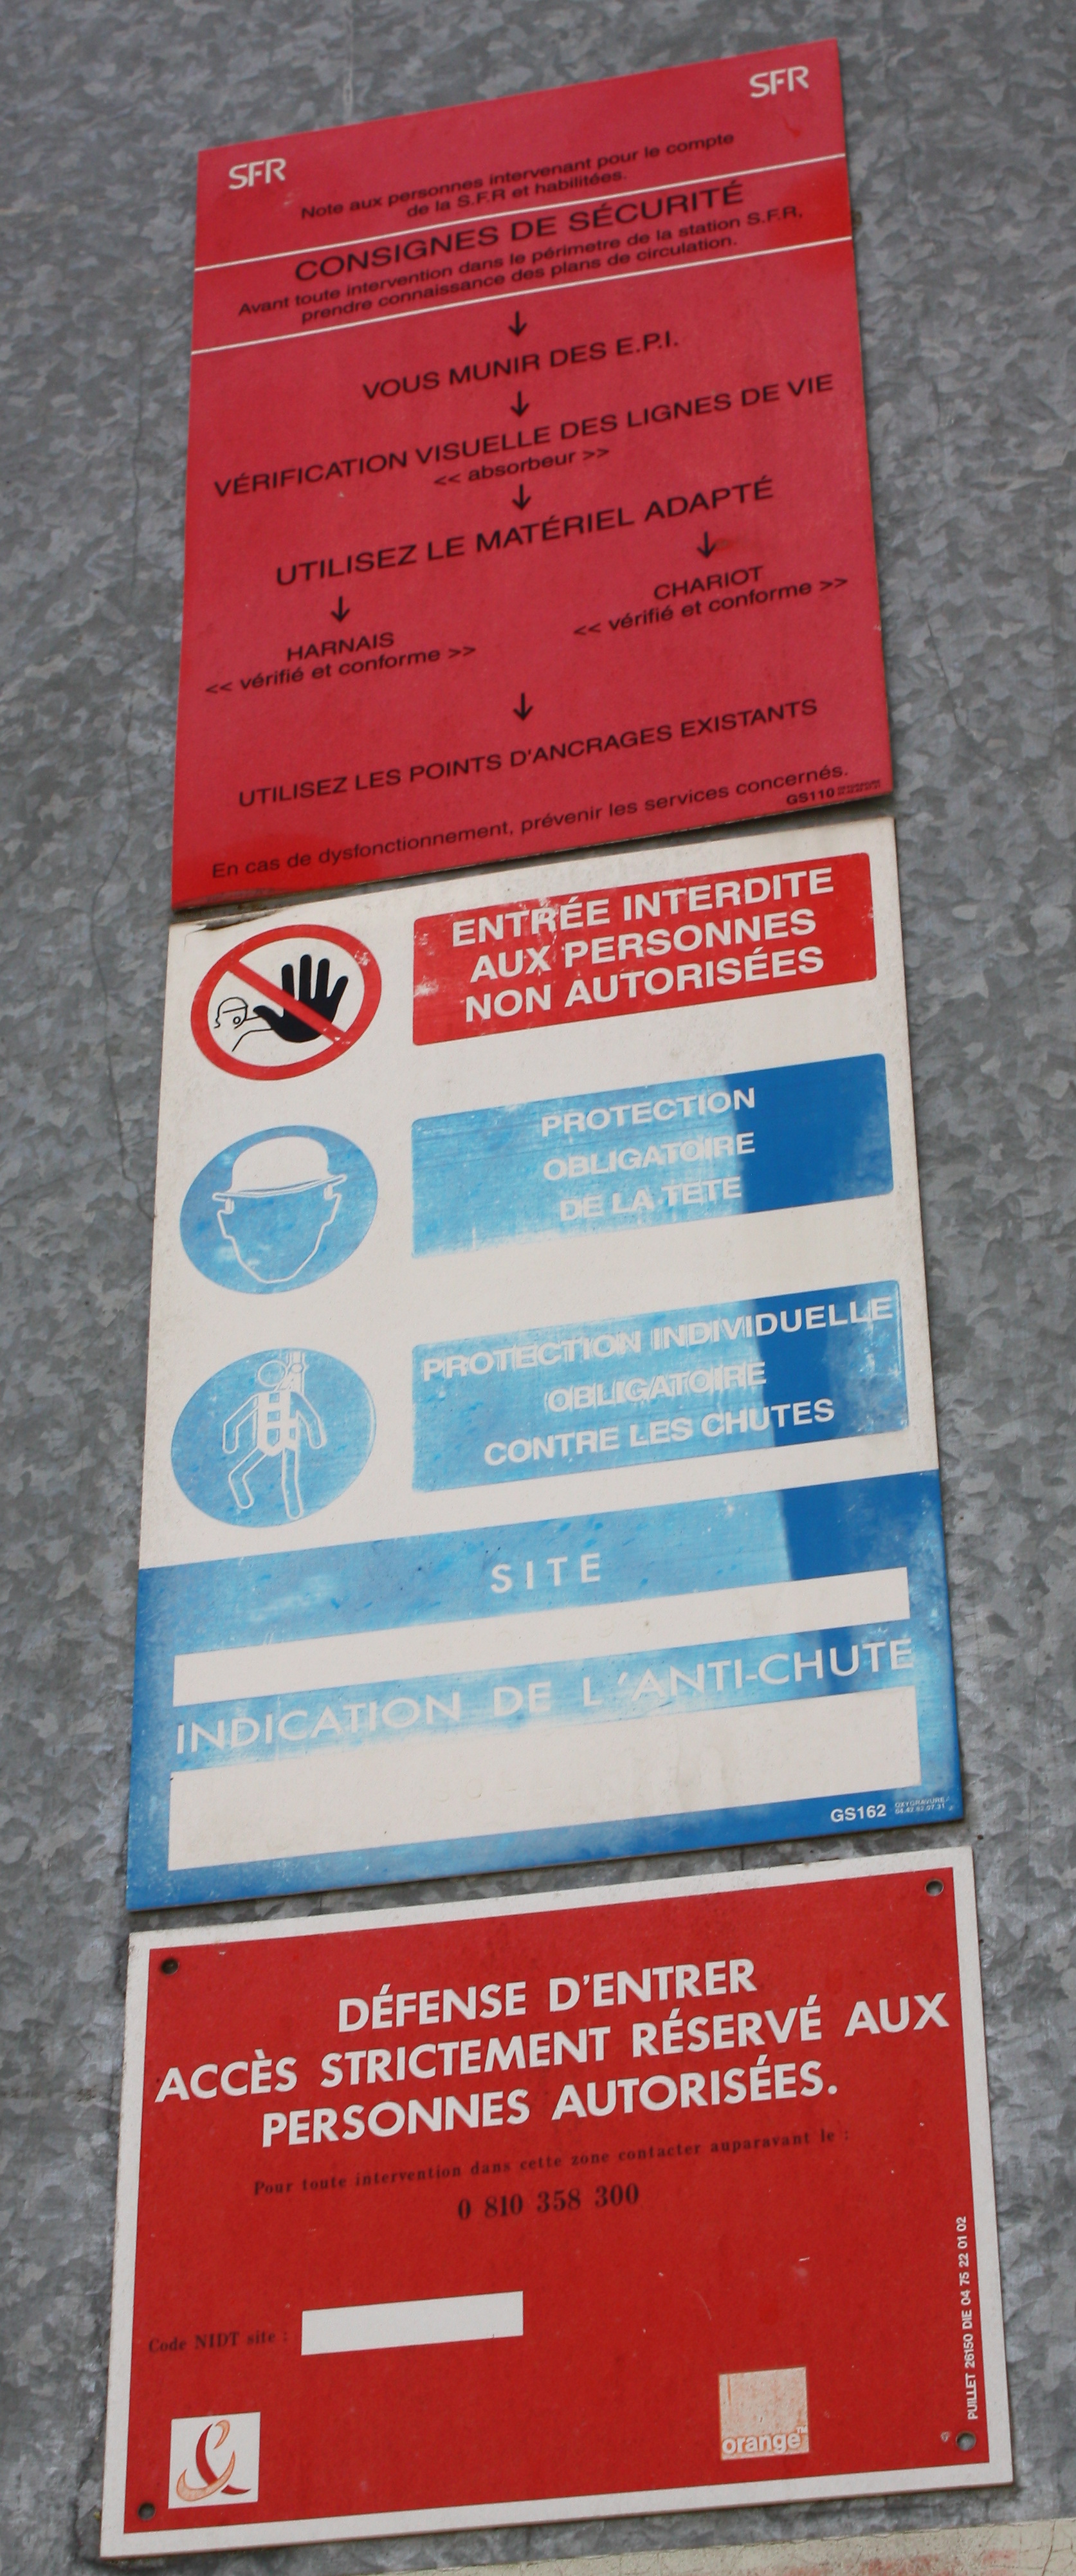 SFR
SFR
Note aux personnes intervenant pour le compte
de la S.F.R et habilitées.
CONSIGNES DE SÉCURITÉ
Avant toute intervention dans le périmetre de la station S.F.R,
prendre connaissance des plans de circulation.
VOUS MUNIR DES E.P.I.
VÉRIFICATION VISUELLE DES LIGNES DE VIE
<< absorbeur >>
UTILISEZ LE MATÉRIEL ADAPTÉ
HARNAIS
<< vérifié et conforme >>
CHARIOT
<< vérifié et conforme >>
UTILISEZ LES POINTS D'ANCRAGES EXISTANTS
En cas de dysfonctionnement, prévenir les services concernés.
GS110
ENTRÉE INTERDITE
AUX PERSONNES
NON AUTORISÉES
PROTECTION
OBLIGATOIRE
DE LA TETE
PROTECTION INDIVIDUELLE
OBLIGATOIRE
CONTRE LES CHUTES
SITE
INDICATION DE L'ANTI-CHUTE
GS162
OXYGRAVURE
DÉFENSE D'ENTRER
ACCÈS STRICTEMENT RÉSERVÉ AUX
PERSONNES AUTORISÉES.
Pour toute intervention dans cette zone contacter auparavant le :
0 810 358 300
Code NIDT site :
orange
PUILLET 26150 DIE 04 75 22 01 02